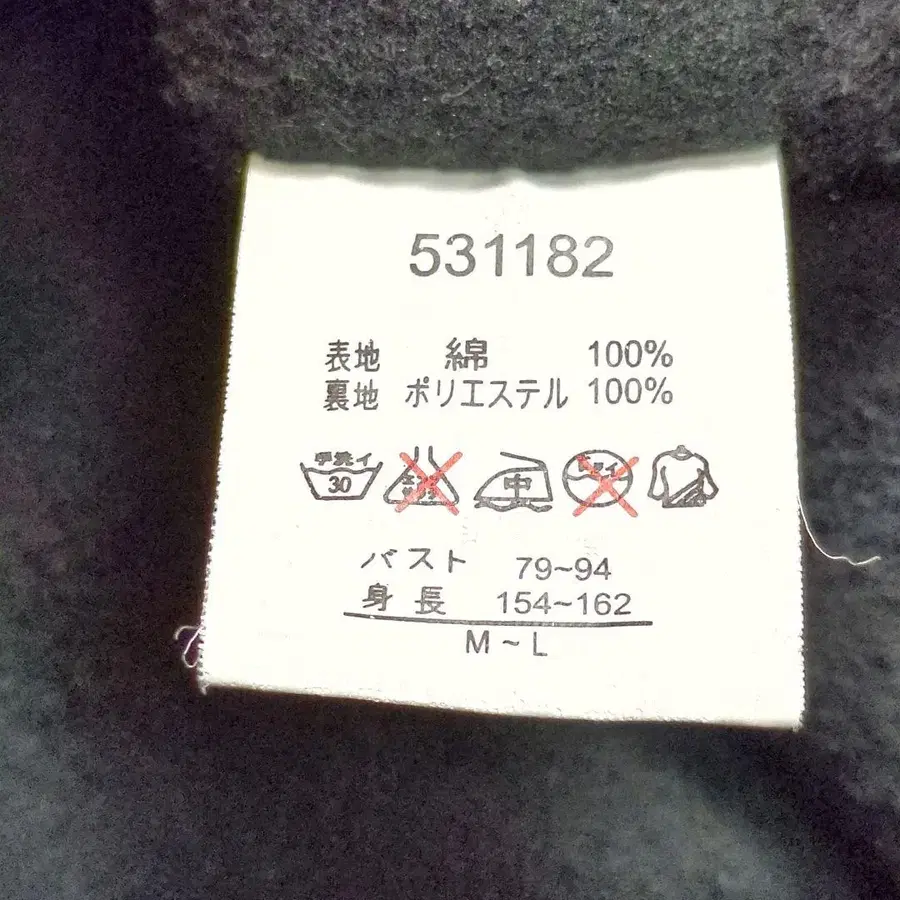 531182
表地 綿 100%
裏地 ポリエステル 100%
手洗イ 30 中
バスト 79~94
身長 154~162
M~L